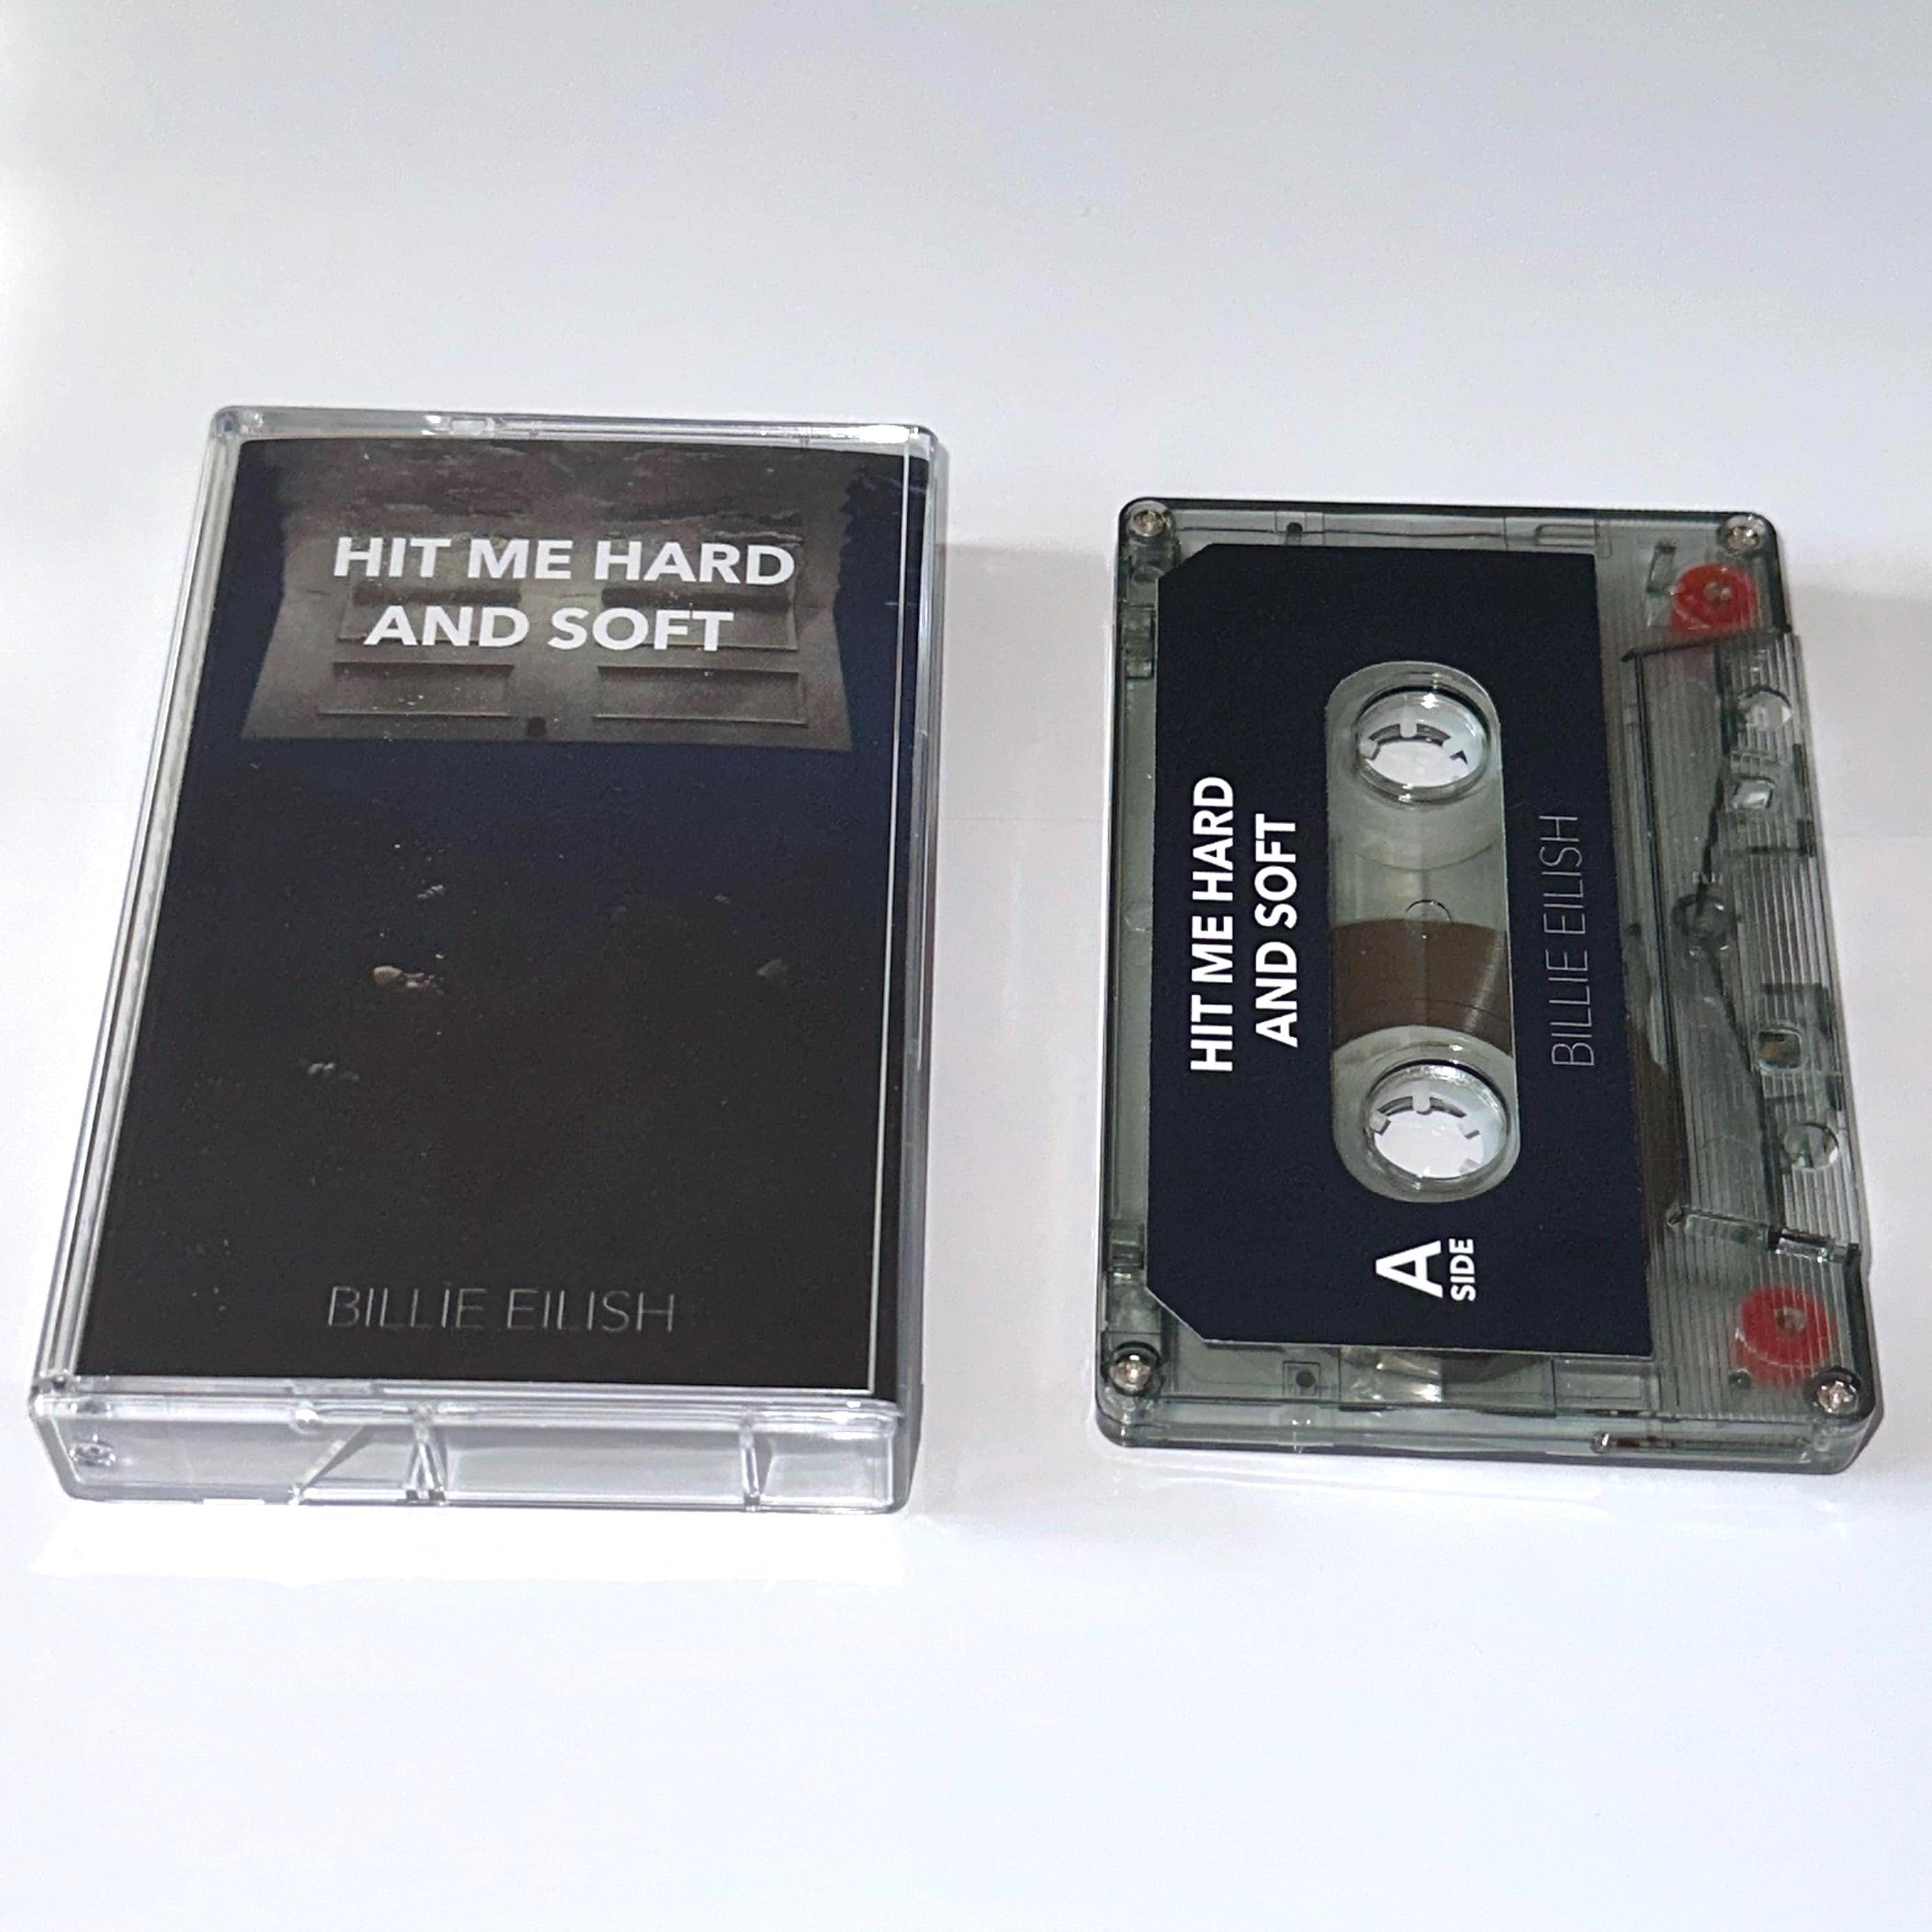 HIT ME HARD
AND SOFT
BILLIE EILISH
HIT ME HARD
AND SOFT
BILLIE EILISH
A
SIDE